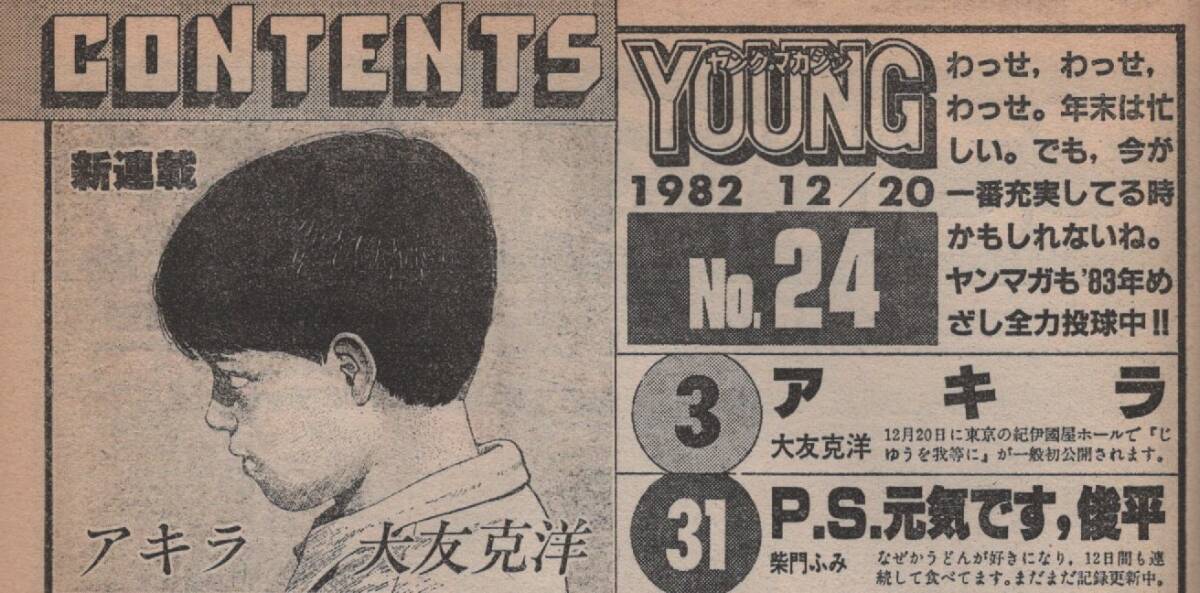 CONTENTS
新連載
アキラ 大友克洋
ヤングマガジン
YOUNG
1982 12/20
No.24
わっせ，わっせ，
わっせ。年末は忙
しい。でも，今が
一番充実してる時
かもしれないね。
ヤンマガも'83年め
ざし全力投球中!!
3
アキラ
大友克洋
12月20日に東京の紀伊國屋ホールで『じ
ゆうを我等に』が一般初公開されます。
31
P.S.元気です，俊平
柴門ふみ
なぜかうどんが好きになり，12日間も連
続して食べてます。まだまだ記録更新中。